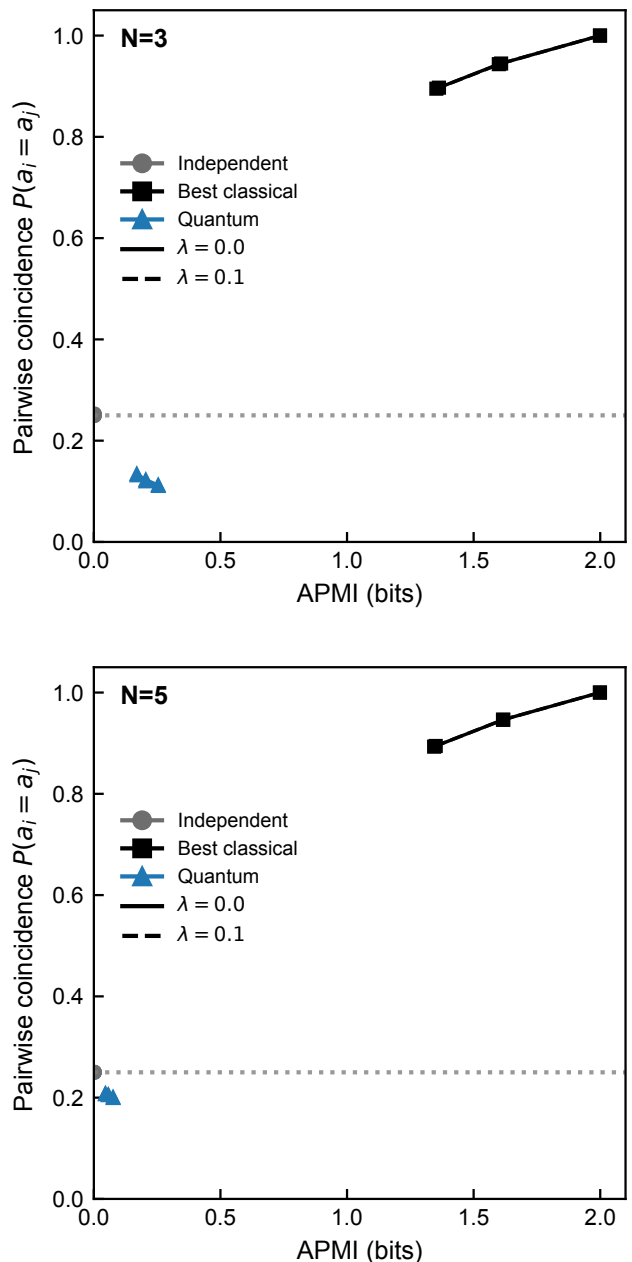 N=3
1.0
0.8
0.6
0.4
0.2
0.0
Pairwise coincidence P(a_i = a_j)
Independent
Best classical
Quantum
λ = 0.0
λ = 0.1
0.0 0.5 1.0 1.5 2.0
APMI (bits)
N=5
1.0
0.8
0.6
0.4
0.2
0.0
Pairwise coincidence P(a_i = a_j)
Independent
Best classical
Quantum
λ = 0.0
λ = 0.1
0.0 0.5 1.0 1.5 2.0
APMI (bits)